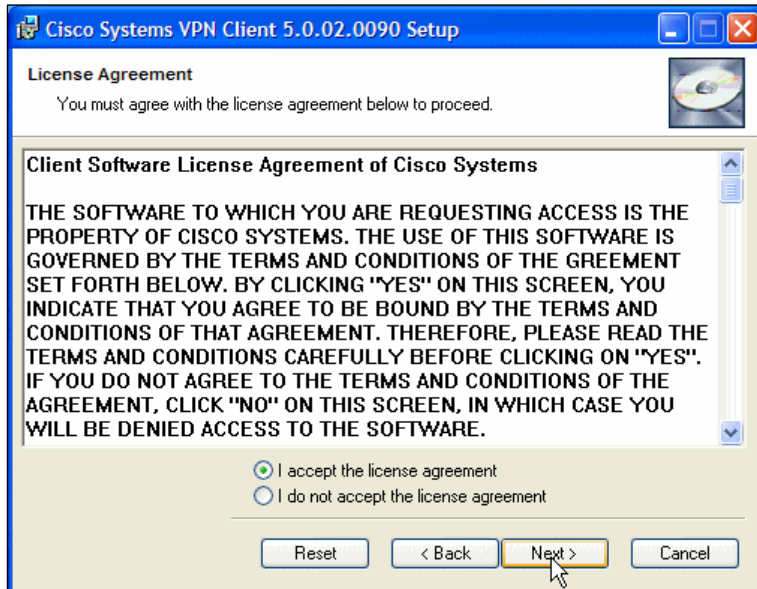 Cisco Systems VPN Client 5.0.02.0090 Setup
License Agreement
You must agree with the license agreement below to proceed.
Client Software License Agreement of Cisco Systems
THE SOFTWARE TO WHICH YOU ARE REQUESTING ACCESS IS THE
PROPERTY OF CISCO SYSTEMS. THE USE OF THIS SOFTWARE IS
GOVERNED BY THE TERMS AND CONDITIONS OF THE GREEMENT
SET FORTH BELOW. BY CLICKING "YES" ON THIS SCREEN, YOU
INDICATE THAT YOU AGREE TO BE BOUND BY THE TERMS AND
CONDITIONS OF THAT AGREEMENT. THEREFORE, PLEASE READ THE
TERMS AND CONDITIONS CAREFULLY BEFORE CLICKING ON "YES".
IF YOU DO NOT AGREE TO THE TERMS AND CONDITIONS OF THE
AGREEMENT, CLICK "NO" ON THIS SCREEN, IN WHICH CASE YOU
WILL BE DENIED ACCESS TO THE SOFTWARE.
I accept the license agreement
I do not accept the license agreement
Reset < Back Next > Cancel